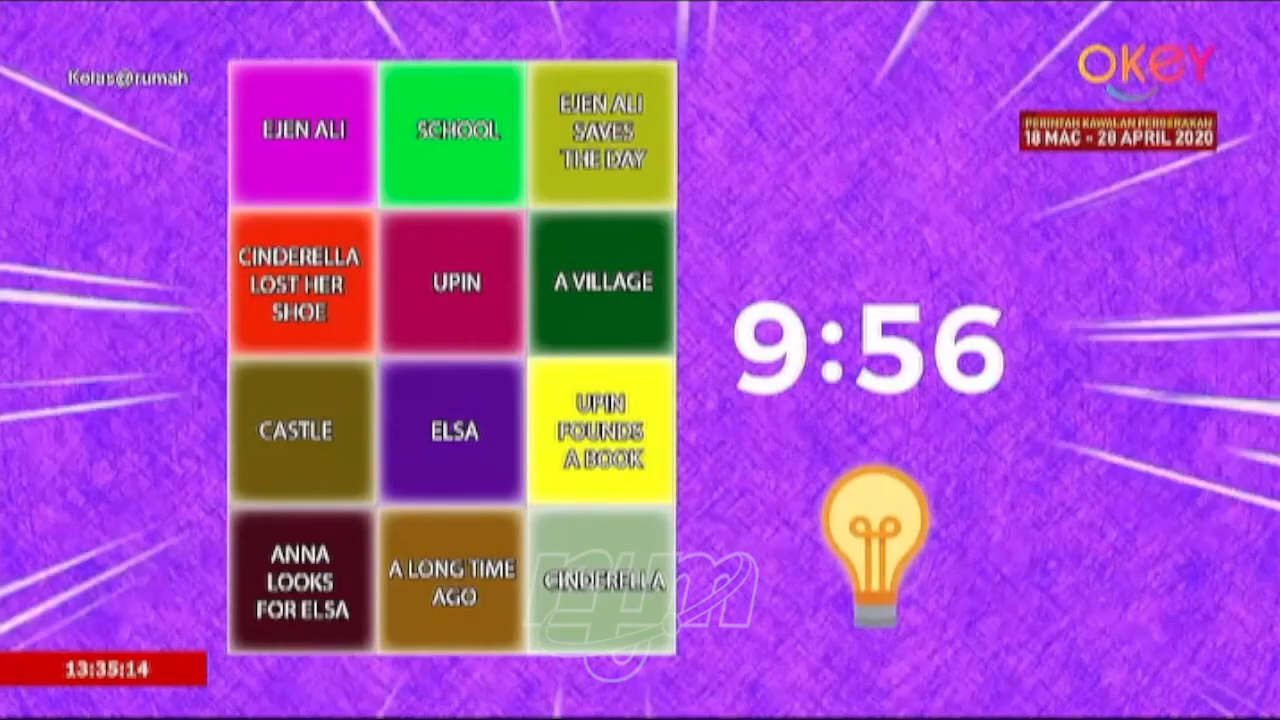 Kelas@rumah
OKEY
PERINTAH KAWALAN PERGERAKAN
18 MAC - 28 APRIL 2020
EJEN ALI
SCHOOL
EJEN ALI
SAVES
THE DAY
CINDERELLA
LOST HER
SHOE
UPIN
A VILLAGE
9:56
CASTLE
ELSA
UPIN
FOUNDS
A BOOK
ANNA
LOOKS
FOR ELSA
A LONG TIME
AGO
CINDERELLA
13:35:14